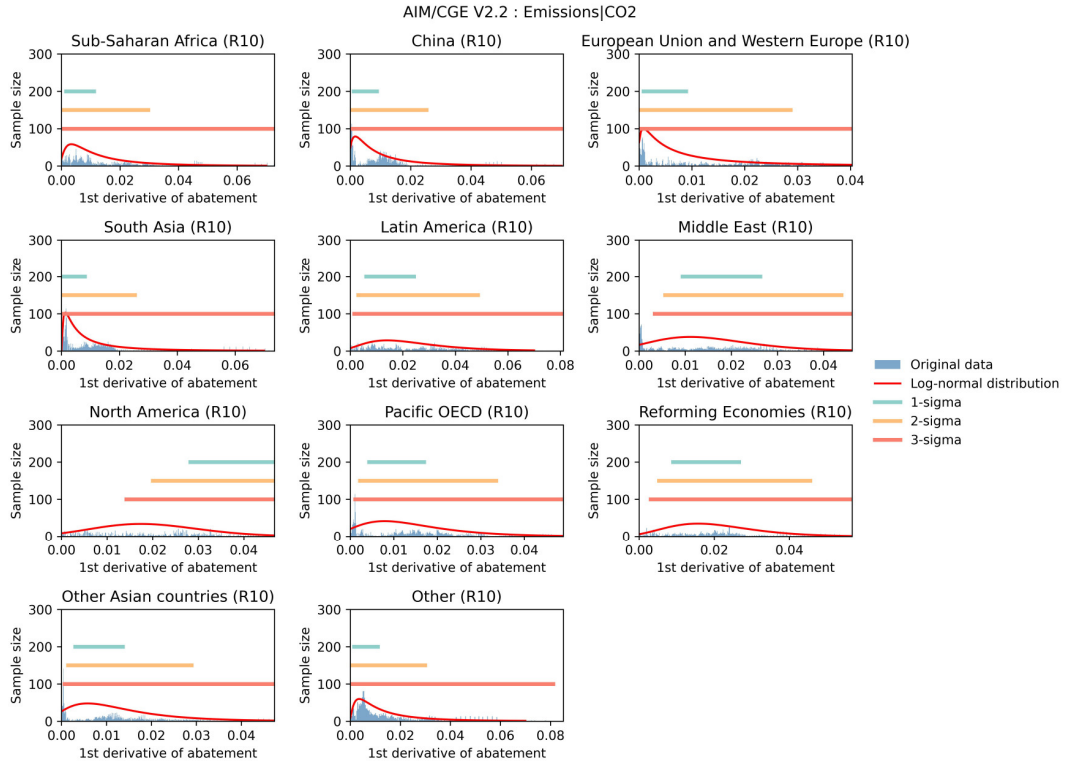 AIM/CGE V2.2 : Emissions|CO2
Sub-Saharan Africa (R10)
300
200
100
0
Sample size
0.00 0.02 0.04 0.06
1st derivative of abatement
China (R10)
300
200
100
0
Sample size
0.00 0.02 0.04 0.06
1st derivative of abatement
European Union and Western Europe (R10)
300
200
100
0
Sample size
0.00 0.01 0.02 0.03 0.04
1st derivative of abatement
South Asia (R10)
300
200
100
0
Sample size
0.00 0.02 0.04 0.06
1st derivative of abatement
Latin America (R10)
300
200
100
0
Sample size
0.00 0.02 0.04 0.06 0.08
1st derivative of abatement
Middle East (R10)
300
200
100
0
Sample size
0.00 0.01 0.02 0.03 0.04
1st derivative of abatement
Original data
Log-normal distribution
1-sigma
2-sigma
3-sigma
North America (R10)
300
200
100
0
Sample size
0.00 0.01 0.02 0.03 0.04
1st derivative of abatement
Pacific OECD (R10)
300
200
100
0
Sample size
0.00 0.01 0.02 0.03 0.04
1st derivative of abatement
Reforming Economies (R10)
300
200
100
0
Sample size
0.00 0.02 0.04
1st derivative of abatement
Other Asian countries (R10)
300
200
100
0
Sample size
0.00 0.01 0.02 0.03 0.04
1st derivative of abatement
Other (R10)
300
200
100
0
Sample size
0.00 0.02 0.04 0.06 0.08
1st derivative of abatement